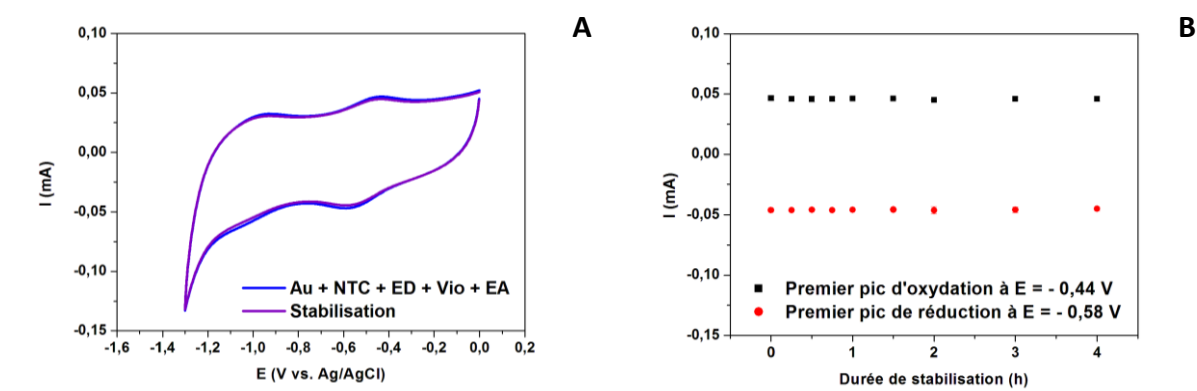 A
0,10
0,05
0,00
-0,05
-0,10
-0,15
I (mA)
Au + NTC + ED + Vio + EA
Stabilisation
-1,6 -1,4 -1,2 -1,0 -0,8 -0,6 -0,4 -0,2 0,0 0,2
E (V vs. Ag/AgCl)
B
0,10
0,05
0,00
-0,05
-0,10
-0,15
I (mA)
Premier pic d'oxydation à E = - 0,44 V
Premier pic de réduction à E = - 0,58 V
0 1 2 3 4
Durée de stabilisation (h)